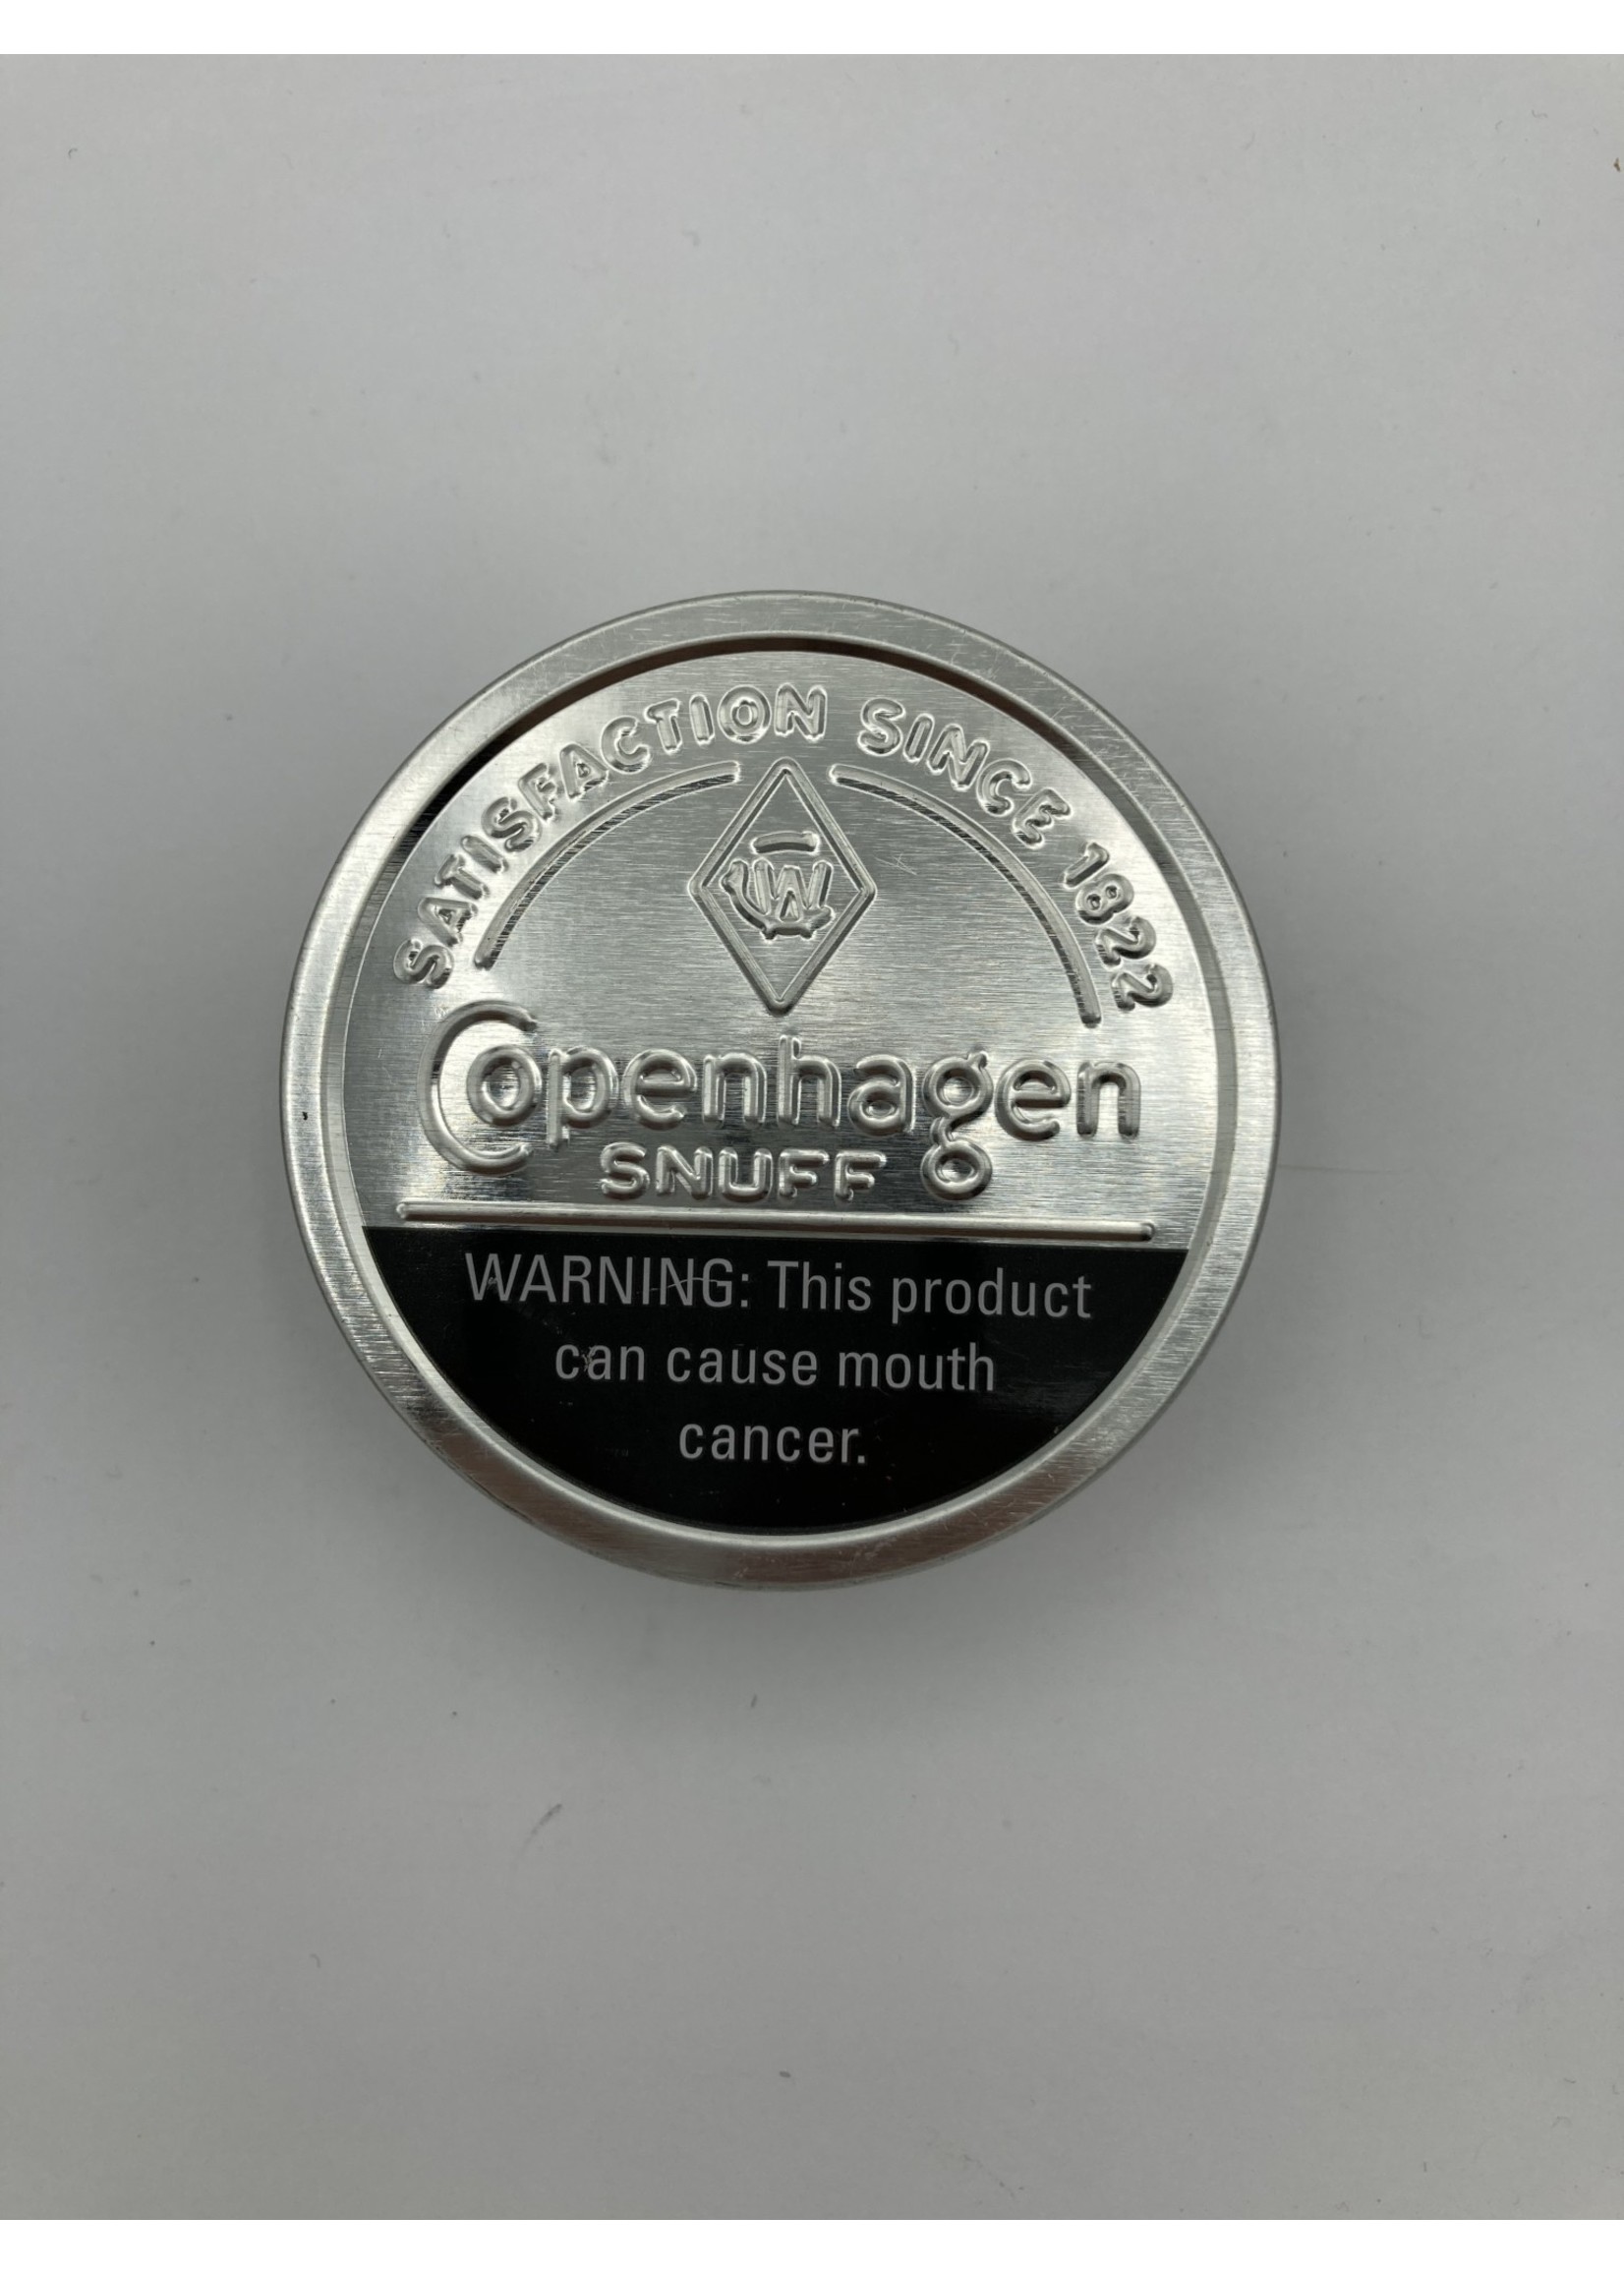 SATISFACTION SINCE 1822
Copenhagen
SNUFF
WARNING: This product
can cause mouth
cancer.